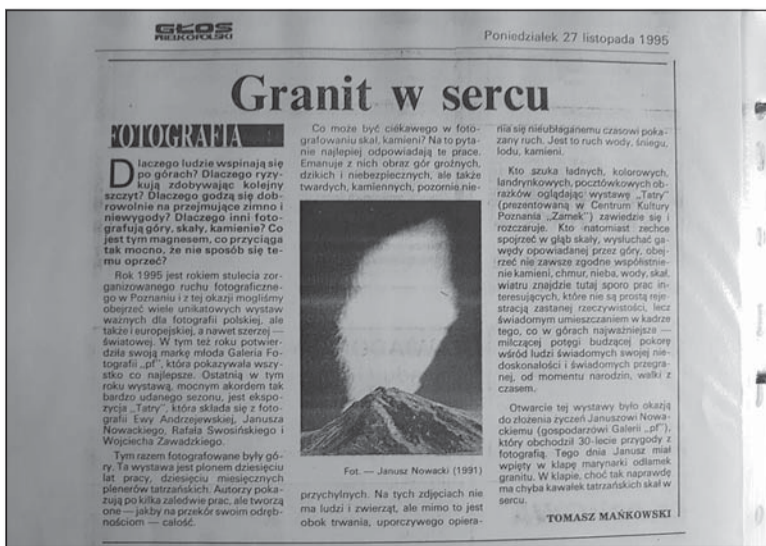 GŁOS
WIELKOPOLSKI
Poniedziałek 27 listopada 1995
Granit w sercu
FOTOGRAFIA
Dlaczego ludzie wspinają się
po górach? Dlaczego ryzy-
kują zdobywając kolejny
szczyt? Dlaczego godzą się dob-
rowolnie na przejmujące zimno i
niewygody? Dlaczego inni foto-
grafują góry, skały, kamienie? Co
jest tym magnesem, co przyciąga
tak mocno, że nie sposób się te-
mu oprzeć?
Rok 1995 jest rokiem stulecia zor-
ganizowanego ruchu fotograficzne-
go w Poznaniu i z tej okazji mogliśmy
obejrzeć wiele unikatowych wystaw
ważnych dla fotografii polskiej, ale
także i europejskiej, a nawet szerzej —
światowej. W tym też roku potwier-
dziła swoją markę młoda Galeria Fo-
tografii „pf", która pokazywała wszy-
stko co najlepsze. Ostatnią w tym
roku wystawą, mocnym akordem tak
bardzo udanego sezonu, jest ekspo-
zycja „Tatry", która składa się z foto-
grafii Ewy Andrzejewskiej, Janusza
Nowackiego, Rafała Swosińskiego i
Wojciecha Zawadzkiego.
Tym razem fotografowane były gó-
ry. Ta wystawa jest plonem dziesięciu
lat pracy, dziesięciu miesięcznych
plenerów tatrzańskich. Autorzy poka-
zują po kilka zaledwie prac, ale tworzą
one — jakby na przekór swoim odręb-
nościom — całość.
Co może być ciekawego w foto-
grafowaniu skał, kamieni? Na to pyta-
nie najlepiej odpowiadają te prace.
Emanuje z nich obraz gór groźnych,
dzikich i niebezpiecznych, ale także
twardych, kamiennych, pozornie nie-
Fot. — Janusz Nowacki (1991)
przychylnych. Na tych zdjęciach nie
ma ludzi i zwierząt, ale mimo to jest
obok trwania, uporczywego opiera-
nia się nieubłaganemu czasowi poka-
zany ruch. Jest to ruch wody, śniegu,
lodu, kamieni.
Kto szuka ładnych, kolorowych,
landrynkowych, pocztówkowych ob-
razków oglądając wystawę „Tatry"
(prezentowaną w Centrum Kultury
Poznania „Zamek") zawiedzie się i
rozczaruje. Kto natomiast zechce
spojrzeć w głąb skały, wysłuchać ga-
wędy opowiadanej przez góry, obej-
rzeć nie zawsze zgodne współistnie-
nie kamieni, chmur, nieba, wody, skał,
wiatru znajdzie tutaj sporo prac in-
teresujących, które nie są prostą reje-
stracją zastanej rzeczywistości, lecz
świadomym umieszczaniem w kadrze
tego, co w górach najważniejsze —
milczącej potęgi budzącej pokorę
wśród ludzi świadomych swojej nie-
doskonałości i świadomych przegra-
nej, od momentu narodzin, walki z
czasem.
Otwarcie tej wystawy było okazją
do złożenia życzeń Januszowi Nowa-
ckiemu (gospodarzowi Galerii „pf"),
który obchodził 30-lecie przygody z
fotografią. Tego dnia Janusz miał
wpięty w klapę marynarki odłamek
granitu. W klapie, choć tak naprawdę
ma chyba kawałek tatrzańskich skał w
sercu.
TOMASZ MAŃKOWSKI